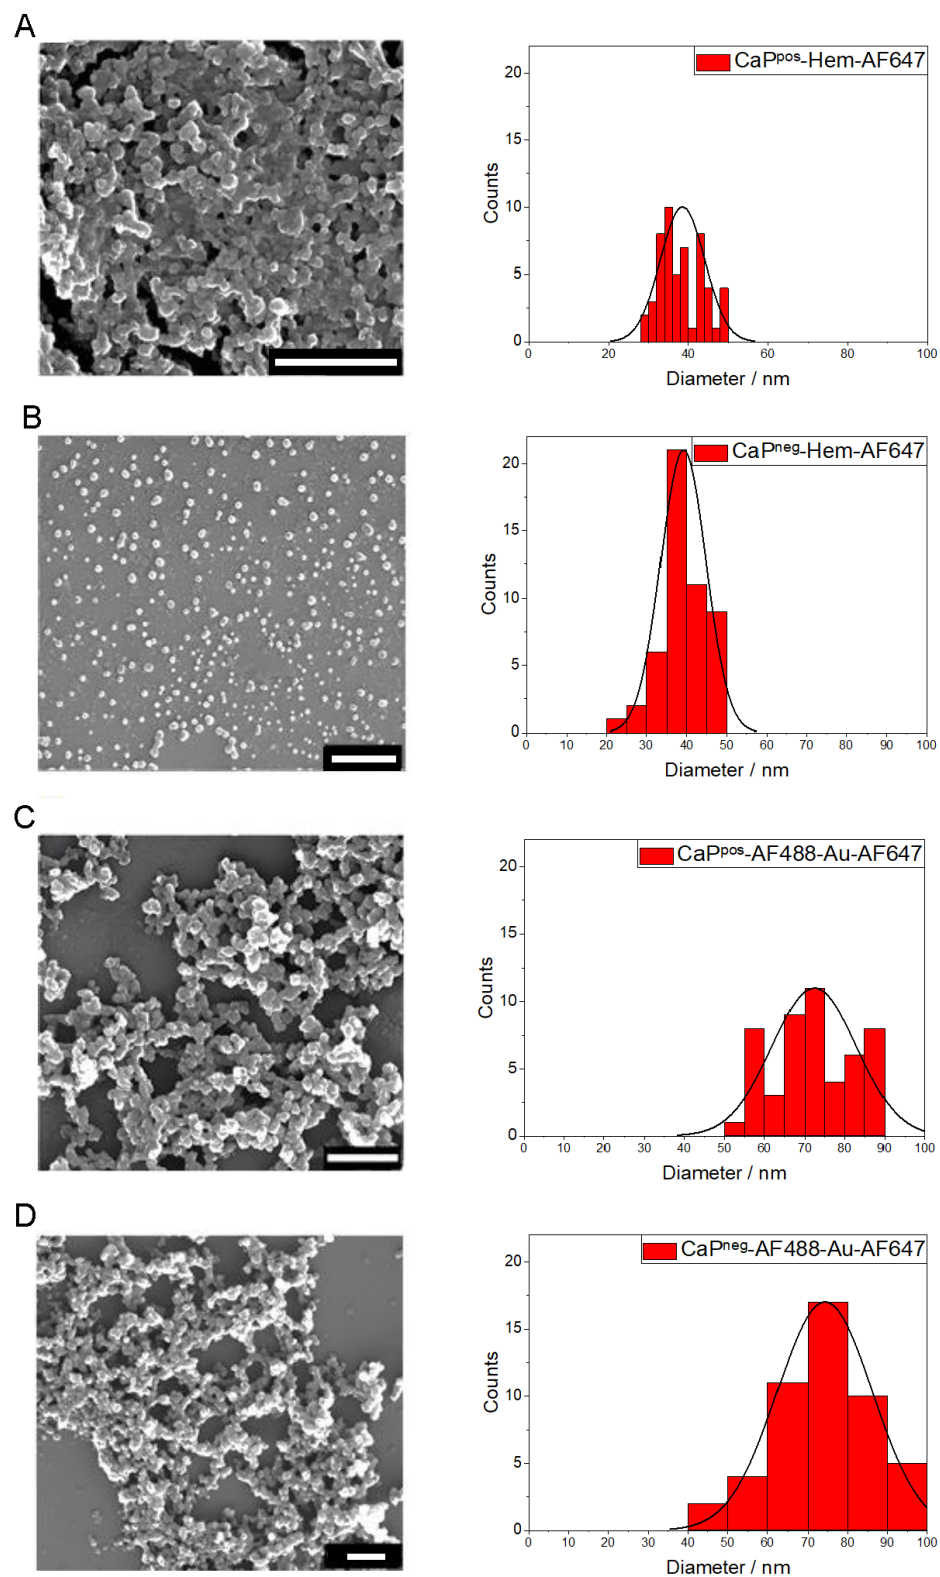 A
CaPpos-Hem-AF647
Counts
20
15
10
5
0
0 20 40 60 80 100
Diameter / nm
B
CaPneg-Hem-AF647
Counts
20
15
10
5
0
0 10 20 30 40 50 60 70 80 90 100
Diameter / nm
C
CaPpos-AF488-Au-AF647
Counts
20
15
10
5
0
0 10 20 30 40 50 60 70 80 90 100
Diameter / nm
D
CaPneg-AF488-Au-AF647
Counts
20
15
10
5
0
0 10 20 30 40 50 60 70 80 90 100
Diameter / nm